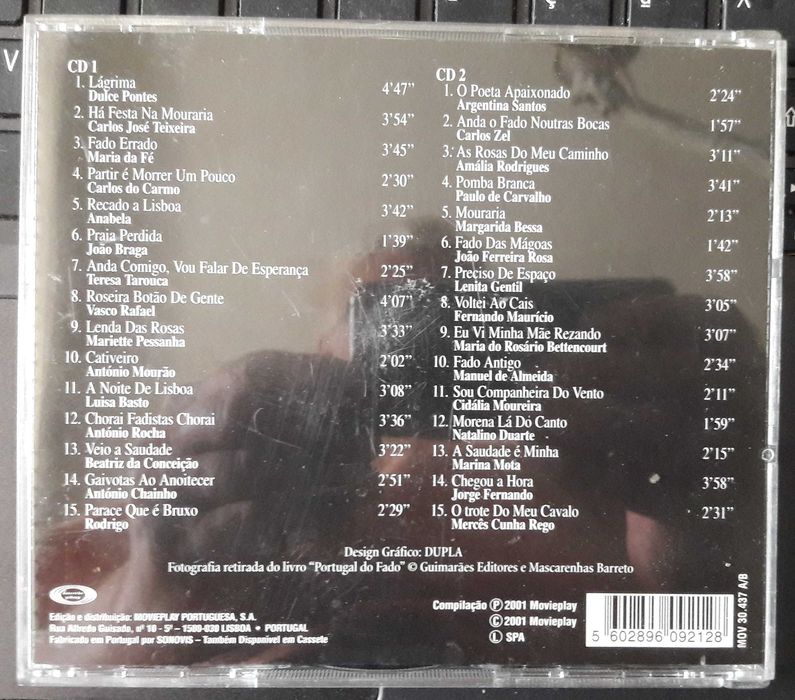 CD 1
1. Lágrima 4'47"
Dulce Pontes
2. Há Festa Na Mouraria 3'54"
Carlos José Teixeira
3. Fado Errado 3'45"
Maria da Fé
4. Partir é Morrer Um Pouco 2'30"
Carlos do Carmo
5. Recado a Lisboa 3'42"
Anabela
6. Praia Perdida 1'39"
João Braga
7. Anda Comigo, Vou Falar De Esperança 2'25"
Teresa Tarouca
8. Roseira Botão De Gente 4'07"
Vasco Rafael
9. Lenda Das Rosas 3'33"
Mariette Pessanha
10. Cativeiro 2'02"
António Mourão
11. A Noite De Lisboa 3'08"
Luisa Basto
12. Chorai Fadistas Chorai 3'36"
António Rocha
13. Veio a Saudade 3'22"
Beatriz da Conceição
14. Gaivotas Ao Anoitecer 2'51"
António Chainho
15. Parace Que é Bruxo 2'29"
Rodrigo
CD 2
1. O Poeta Apaixonado 2'24"
Argentina Santos
2. Anda o Fado Noutras Bocas 1'57"
Carlos Zel
3. As Rosas Do Meu Caminho 3'11"
Amália Rodrigues
4. Pomba Branca 3'41"
Paulo de Carvalho
5. Mouraria 2'13"
Margarida Bessa
6. Fado Das Mágoas 1'42"
João Ferreira Rosa
7. Preciso De Espaço 3'58"
Lenita Gentil
8. Voltei Ao Cais 3'05"
Fernando Maurício
9. Eu Vi Minha Mãe Rezando 3'07"
Maria do Rosário Bettencourt
10. Fado Antigo 2'34"
Manuel de Almeida
11. Sou Companheira Do Vento 2'11"
Cidália Moureira
12. Morena Lá Do Canto 1'59"
Natalino Duarte
13. A Saudade é Minha 2'15"
Marina Mota
14. Chegou a Hora 3'58"
Jorge Fernando
15. O trote Do Meu Cavalo 2'31"
Mercês Cunha Rego
Design Gráfico: DUPLA
Fotografia retirada do livro "Portugal do Fado" © Guimarães Editores e Mascarenhas Barreto
Edição e distribuição: MOVIEPLAY PORTUGUESA, S.A.
Rua Alfredo Guisado, nº 10 - 5º – 1500-030 LISBOA • PORTUGAL
Fabricado em Portugal por SONOVIS – Também Disponível em Cassete
Compilação Ⓟ 2001 Movieplay
© 2001 Movieplay
Ⓛ SPA
5 602896 092128
MOV 30.437 A/B
V